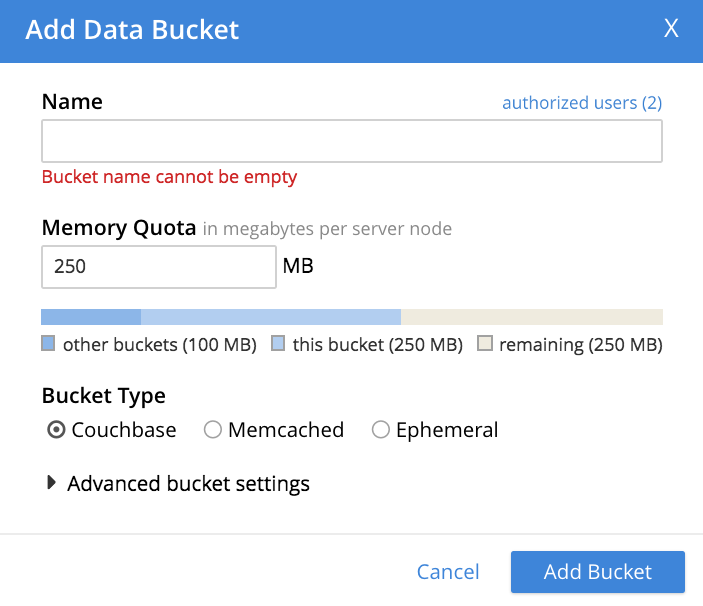 Add Data Bucket X
Name authorized users (2)
Bucket name cannot be empty
Memory Quota in megabytes per server node
250 MB
other buckets (100 MB) this bucket (250 MB) remaining (250 MB)
Bucket Type
Couchbase Memcached Ephemeral
Advanced bucket settings
Cancel Add Bucket